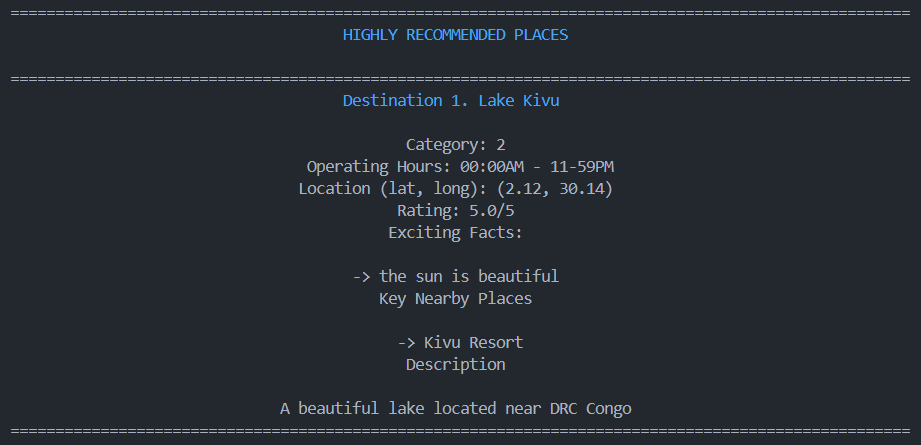 ====================================================================================================
HIGHLY RECOMMENDED PLACES
====================================================================================================
Destination 1. Lake Kivu
Category: 2
Operating Hours: 00:00AM - 11-59PM
Location (lat, long): (2.12, 30.14)
Rating: 5.0/5
Exciting Facts:
-> the sun is beautiful
Key Nearby Places
-> Kivu Resort
Description
A beautiful lake located near DRC Congo
====================================================================================================